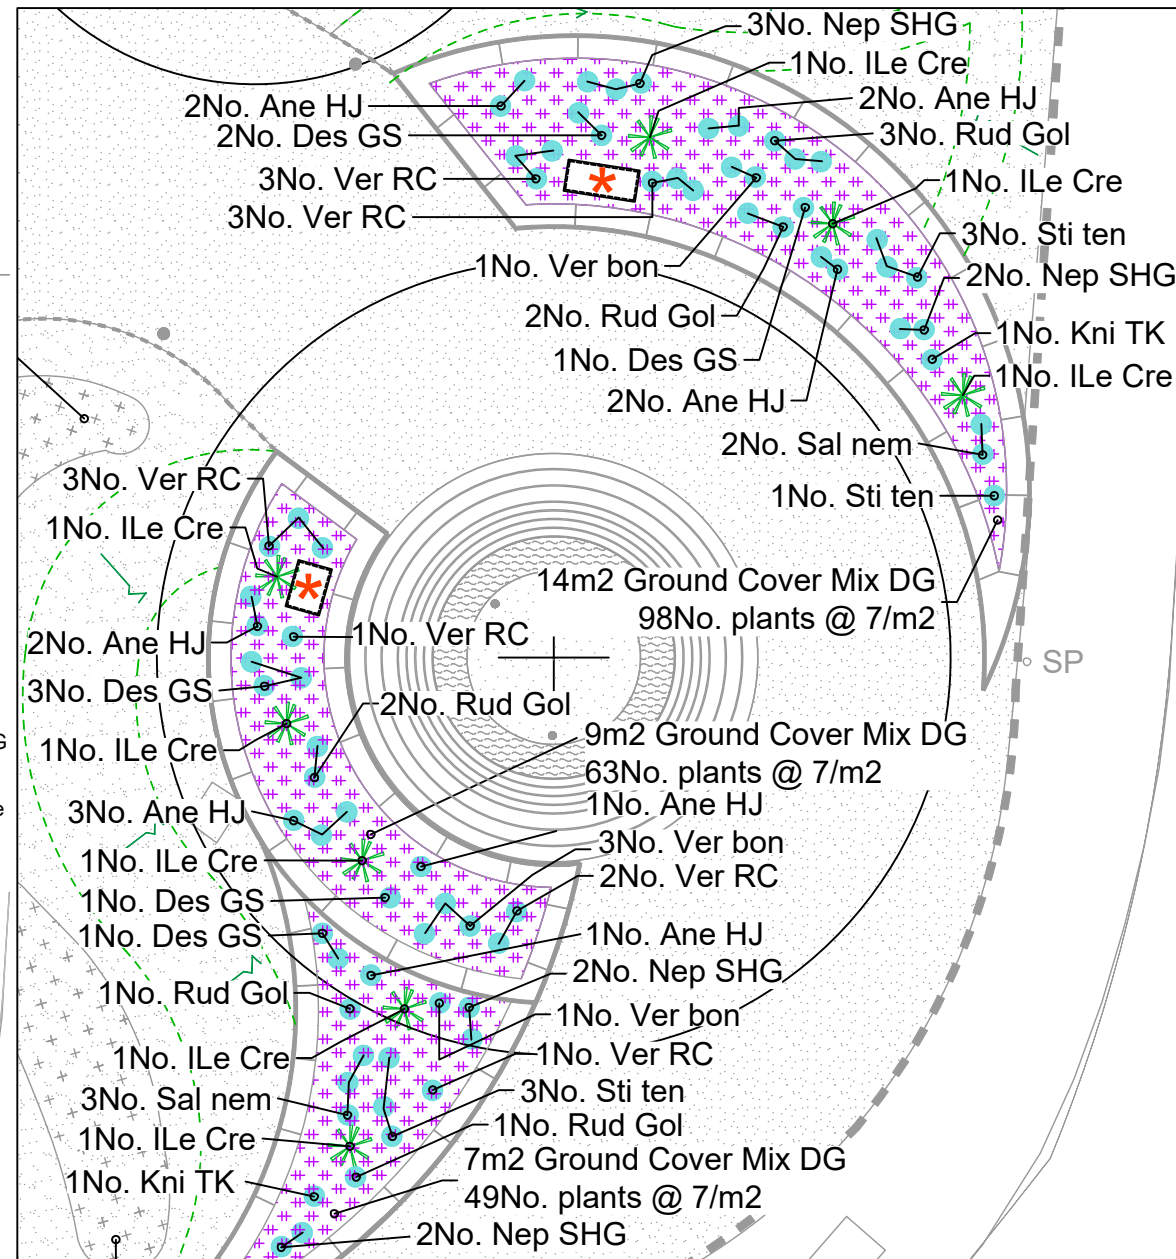 3No. Nep SHG
1No. ILe Cre
2No. Ane HJ
2No. Ane HJ
2No. Des GS
3No. Rud Gol
3No. Ver RC
1No. ILe Cre
3No. Ver RC
3No. Sti ten
1No. Ver bon
2No. Nep SHG
2No. Rud Gol
1No. Kni TK
1No. Des GS
1No. ILe Cre
2No. Ane HJ
2No. Sal nem
3No. Ver RC
1No. Sti ten
1No. ILe Cre
14m2 Ground Cover Mix DG
98No. plants @ 7/m2
2No. Ane HJ
1No. Ver RC
SP
3No. Des GS
2No. Rud Gol
1No. ILe Cre
9m2 Ground Cover Mix DG
63No. plants @ 7/m2
3No. Ane HJ
1No. Ane HJ
3No. Ver bon
1No. ILe Cre
2No. Ver RC
1No. Des GS
1No. Des GS
1No. Ane HJ
2No. Nep SHG
1No. Rud Gol
1No. Ver bon
1No. ILe Cre
1No. Ver RC
3No. Sal nem
3No. Sti ten
1No. ILe Cre
1No. Rud Gol
7m2 Ground Cover Mix DG
1No. Kni TK
49No. plants @ 7/m2
2No. Nep SHG